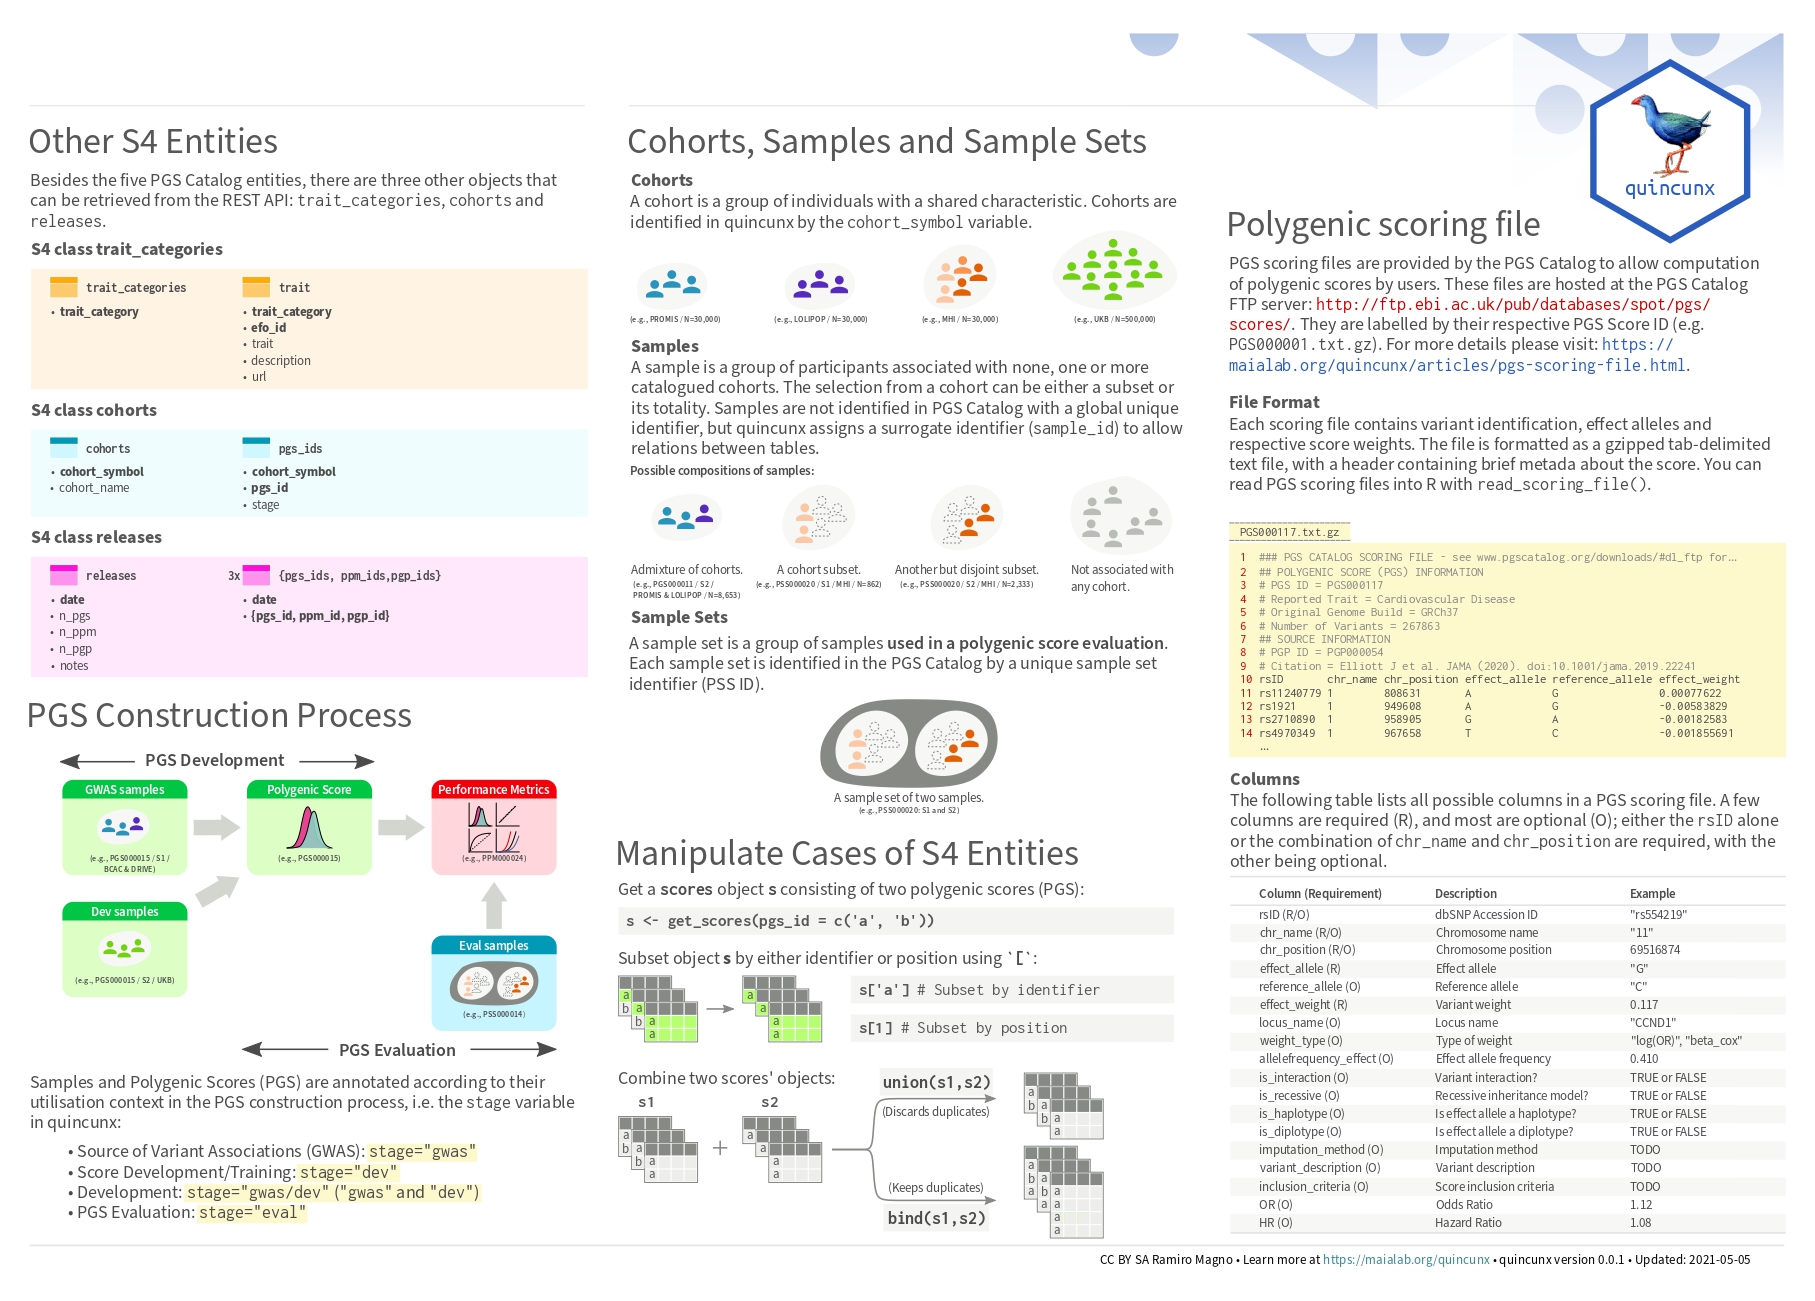 Other S4 Entities
Besides the five PGS Catalog entities, there are three other objects that
can be retrieved from the REST API: trait_categories, cohorts and
releases.
S4 class trait_categories
trait_categories
• trait_category
trait
• trait_category
• efo_id
• trait
• description
• url
S4 class cohorts
cohorts
• cohort_symbol
• cohort_name
pgs_ids
• cohort_symbol
• pgs_id
• stage
S4 class releases
releases
• date
• n_pgs
• n_ppm
• n_pgp
• notes
3x {pgs_ids, ppm_ids,pgp_ids}
• date
• {pgs_id, ppm_id, pgp_id}
PGS Construction Process
PGS Development
GWAS samples
(e.g., PGS000015 / S1 /
BCAC & DRIVE)
Polygenic Score
(e.g., PGS000015)
Performance Metrics
(e.g., PPM000024)
Dev samples
(e.g., PGS000015 / S2 / UKB)
Eval samples
(e.g., PSS000014)
PGS Evaluation
Samples and Polygenic Scores (PGS) are annotated according to their
utilisation context in the PGS construction process, i.e. the stage variable
in quincunx:
• Source of Variant Associations (GWAS): stage="gwas"
• Score Development/Training: stage="dev"
• Development: stage="gwas/dev" ("gwas" and "dev")
• PGS Evaluation: stage="eval"
Cohorts, Samples and Sample Sets
Cohorts
A cohort is a group of individuals with a shared characteristic. Cohorts are
identified in quincunx by the cohort_symbol variable.
(e.g., PROMIS / N=30,000)
(e.g., LOLIPOP / N=30,000)
(e.g., MHI / N=30,000)
(e.g., UKB / N=500,000)
Samples
A sample is a group of participants associated with none, one or more
catalogued cohorts. The selection from a cohort can be either a subset or
its totality. Samples are not identified in PGS Catalog with a global unique
identifier, but quincunx assigns a surrogate identifier (sample_id) to allow
relations between tables.
Possible compositions of samples:
Admixture of cohorts.
(e.g., PGS000011 / S2 /
PROMIS & LOLIPOP / N=8,653)
A cohort subset.
(e.g., PSS000020 / S1 / MHI / N=862)
Another but disjoint subset.
(e.g., PSS000020 / S2 / MHI / N=2,333)
Not associated with
any cohort.
Sample Sets
A sample set is a group of samples used in a polygenic score evaluation.
Each sample set is identified in the PGS Catalog by a unique sample set
identifier (PSS ID).
A sample set of two samples.
(e.g., PSS000020: S1 and S2)
Manipulate Cases of S4 Entities
Get a scores object s consisting of two polygenic scores (PGS):
s <- get_scores(pgs_id = c('a', 'b'))
Subset object s by either identifier or position using `[`:
a
b a
b a
a
a
a
a
a
s['a'] # Subset by identifier
s[1] # Subset by position
Combine two scores' objects:
s1
s2
a
b a
b a
a
+
a
a
a
a
union(s1,s2)
(Discards duplicates)
(Keeps duplicates)
bind(s1,s2)
a
b a
b
a
a
b a
a b
a a
a
a
quincunx
Polygenic scoring file
PGS scoring files are provided by the PGS Catalog to allow computation
of polygenic scores by users. These files are hosted at the PGS Catalog
FTP server: http://ftp.ebi.ac.uk/pub/databases/spot/pgs/
scores/. They are labelled by their respective PGS Score ID (e.g.
PGS000001.txt.gz). For more details please visit: https://
maialab.org/quincunx/articles/pgs-scoring-file.html.
File Format
Each scoring file contains variant identification, effect alleles and
respective score weights. The file is formatted as a gzipped tab-delimited
text file, with a header containing brief metada about the score. You can
read PGS scoring files into R with read_scoring_file().
PGS000117.txt.gz
1 ### PGS CATALOG SCORING FILE - see www.pgscatalog.org/downloads/#dl_ftp for...
2 ## POLYGENIC SCORE (PGS) INFORMATION
3 # PGS ID = PGS000117
4 # Reported Trait = Cardiovascular Disease
5 # Original Genome Build = GRCh37
6 # Number of Variants = 267863
7 ## SOURCE INFORMATION
8 # PGP ID = PGP000054
9 # Citation = Elliott J et al. JAMA (2020). doi:10.1001/jama.2019.22241
10 rsID chr_name chr_position effect_allele reference_allele effect_weight
11 rs11240779 1 808631 A G 0.00077622
12 rs1921 1 949608 A G -0.00583829
13 rs2710890 1 958905 G A -0.00182583
14 rs4970349 1 967658 T C -0.001855691
...
Columns
The following table lists all possible columns in a PGS scoring file. A few
columns are required (R), and most are optional (O); either the rsID alone
or the combination of chr_name and chr_position are required, with the
other being optional.
Column (Requirement) Description Example
rsID (R/O) dbSNP Accession ID "rs554219"
chr_name (R/O) Chromosome name "11"
chr_position (R/O) Chromosome position 69516874
effect_allele (R) Effect allele "G"
reference_allele (O) Reference allele "C"
effect_weight (R) Variant weight 0.117
locus_name (O) Locus name "CCND1"
weight_type (O) Type of weight "log(OR)", "beta_cox"
allelefrequency_effect (O) Effect allele frequency 0.410
is_interaction (O) Variant interaction? TRUE or FALSE
is_recessive (O) Recessive inheritance model? TRUE or FALSE
is_haplotype (O) Is effect allele a haplotype? TRUE or FALSE
is_diplotype (O) Is effect allele a diplotype? TRUE or FALSE
imputation_method (O) Imputation method TODO
variant_description (O) Variant description TODO
inclusion_criteria (O) Score inclusion criteria TODO
OR (O) Odds Ratio 1.12
HR (O) Hazard Ratio 1.08
CC BY SA Ramiro Magno • Learn more at https://maialab.org/quincunx • quincunx version 0.0.1 • Updated: 2021-05-05